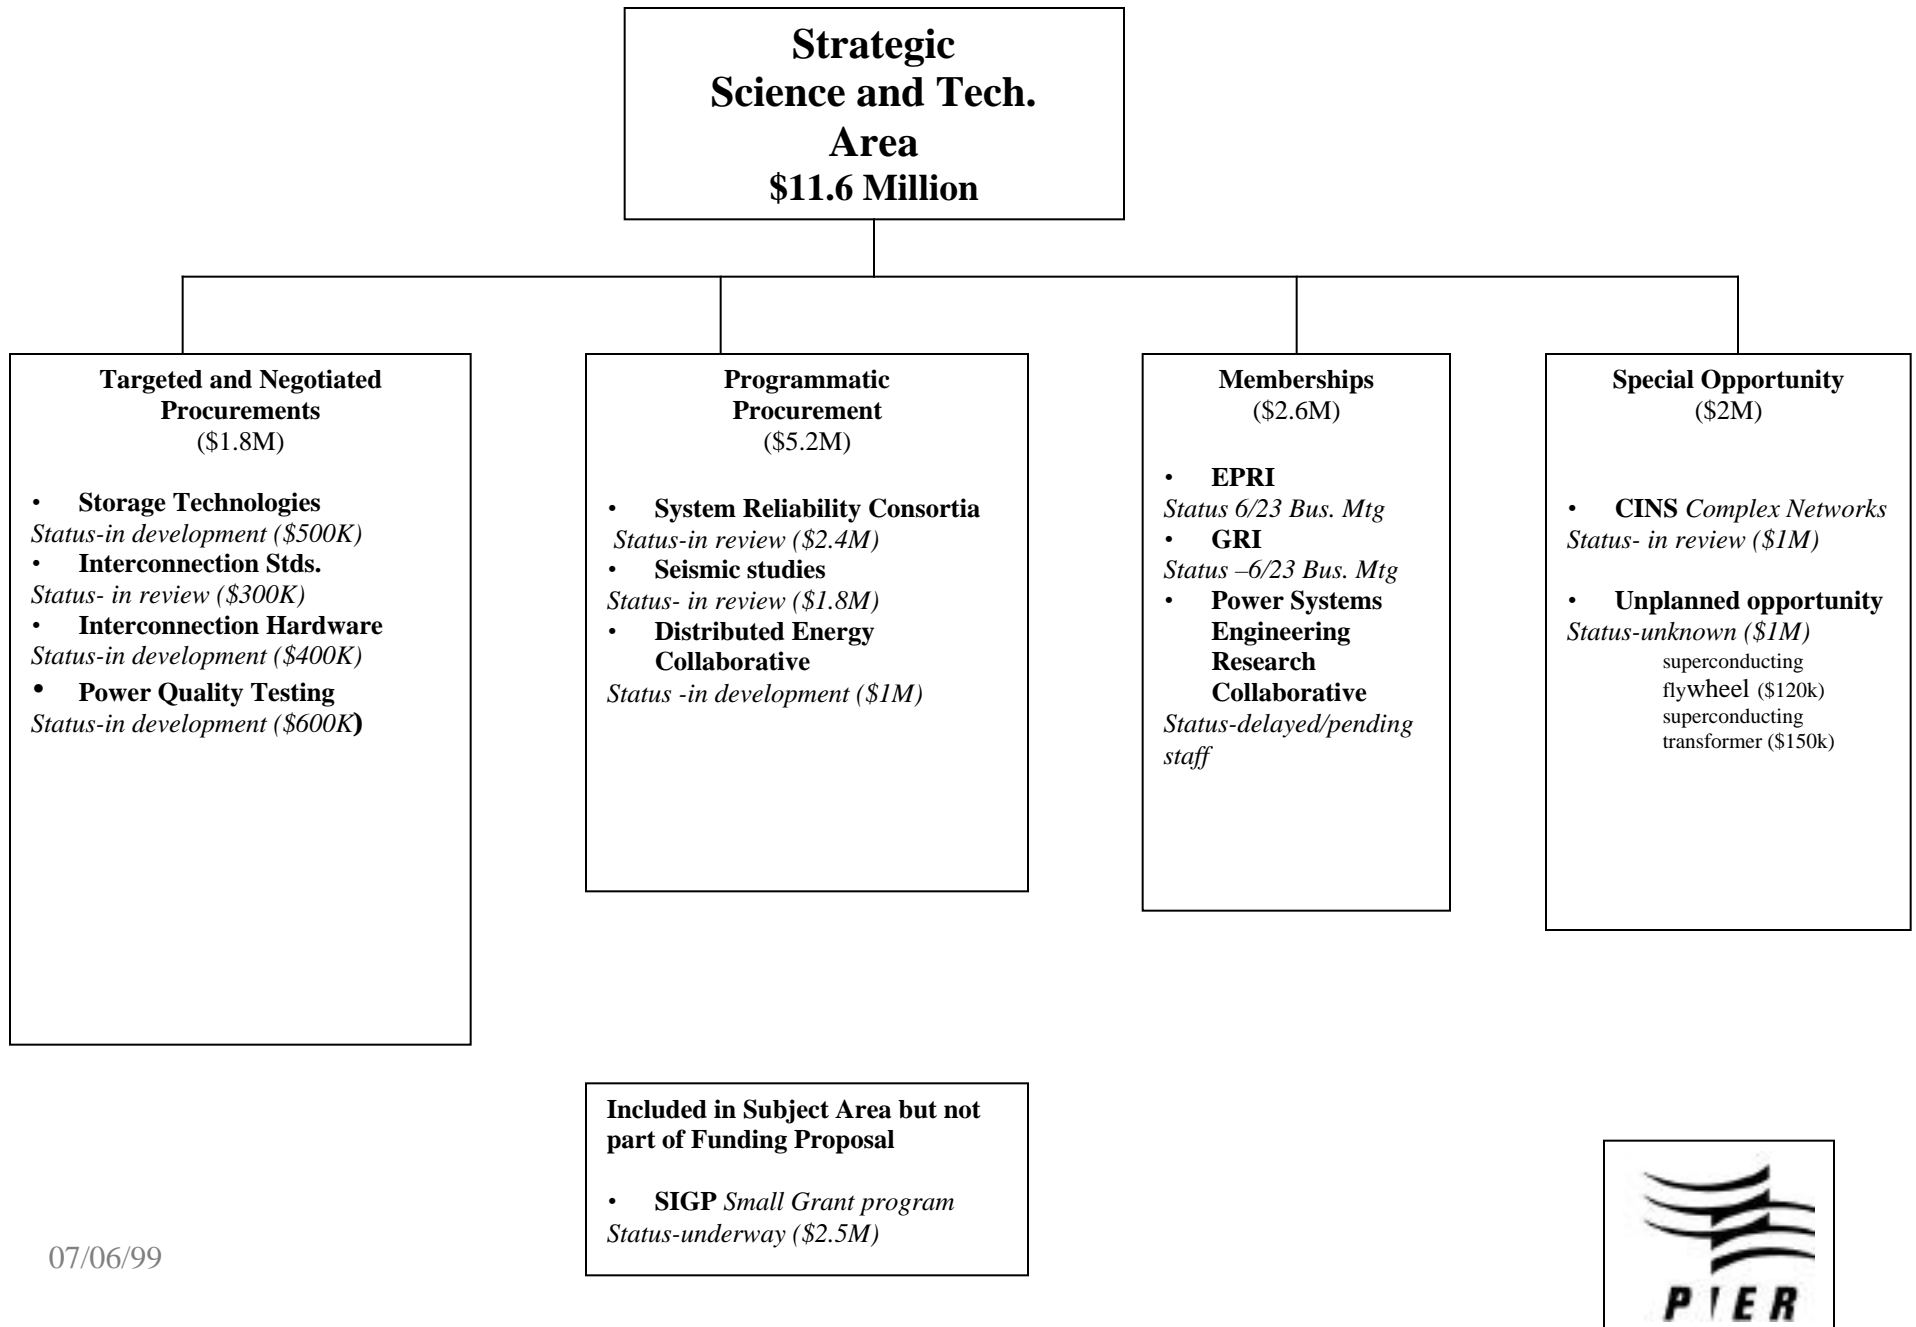 Strategic
Science and Tech.
Area
$11.6 Million
Targeted and Negotiated
Procurements
($1.8M)
• Storage Technologies
Status-in development ($500K)
• Interconnection Stds.
Status- in review ($300K)
• Interconnection Hardware
Status-in development ($400K)
• Power Quality Testing
Status-in development ($600K)
Programmatic
Procurement
($5.2M)
• System Reliability Consortia
Status-in review ($2.4M)
• Seismic studies
Status- in review ($1.8M)
• Distributed Energy
Collaborative
Status -in development ($1M)
Memberships
($2.6M)
• EPRI
Status 6/23 Bus. Mtg
• GRI
Status –6/23 Bus. Mtg
• Power Systems
Engineering
Research
Collaborative
Status-delayed/pending
staff
Special Opportunity
($2M)
• CINS Complex Networks
Status- in review ($1M)
• Unplanned opportunity
Status-unknown ($1M)
superconducting
flywheel ($120k)
superconducting
transformer ($150k)
Included in Subject Area but not
part of Funding Proposal
• SIGP Small Grant program
Status-underway ($2.5M)
07/06/99
PIER